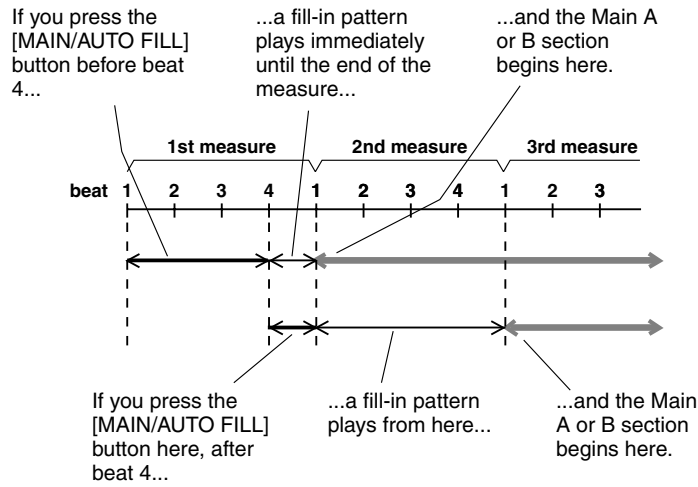 If you press the
[MAIN/AUTO FILL]
button before beat
4...
...a fill-in pattern
plays immediately
until the end of the
measure...
...and the Main A
or B section
begins here.
1st measure 2nd measure 3rd measure
beat 1 2 3 4 1 2 3 4 1 2 3
If you press the
[MAIN/AUTO FILL]
button here, after
beat 4...
...a fill-in pattern
plays from here...
...and the Main
A or B section
begins here.